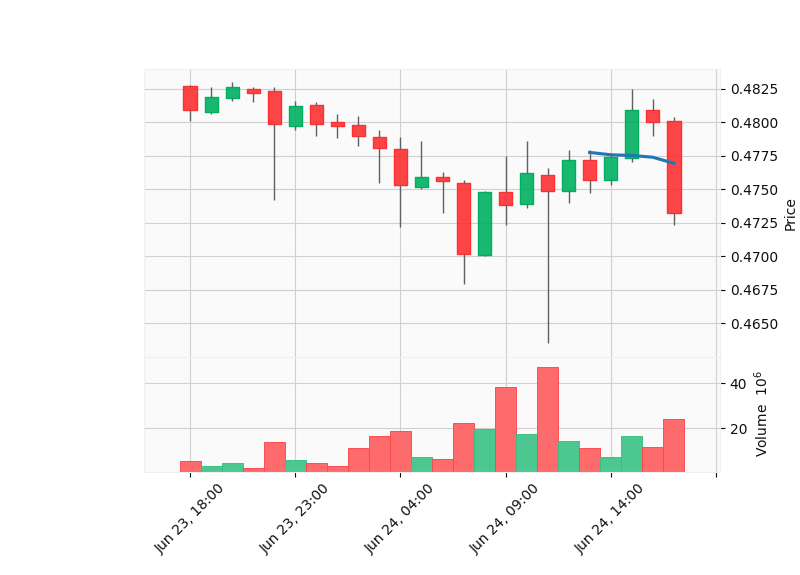 0.4825
0.4800
0.4775
0.4750
0.4725
0.4700
0.4675
0.4650
Price
40
20
Volume 10^6
Jun 23, 18:00
Jun 23, 23:00
Jun 24, 04:00
Jun 24, 09:00
Jun 24, 14:00